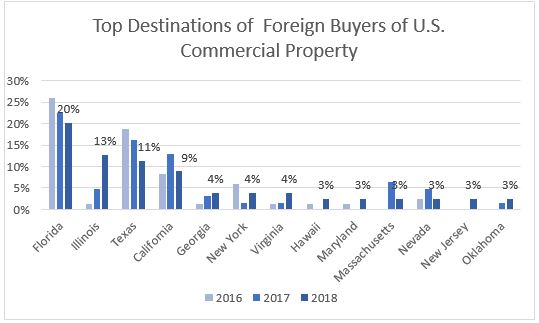 Top Destinations of Foreign Buyers of U.S.
Commercial Property
30%
25%
20%
15%
10%
5%
0%
20%
13%
11%
9%
4%
4%
4%
3%
3%
3%
3%
3%
3%
Florida
Illinois
Texas
California
Georgia
New York
Virginia
Hawaii
Maryland
Massachusetts
Nevada
New Jersey
Oklahoma
2016 2017 2018